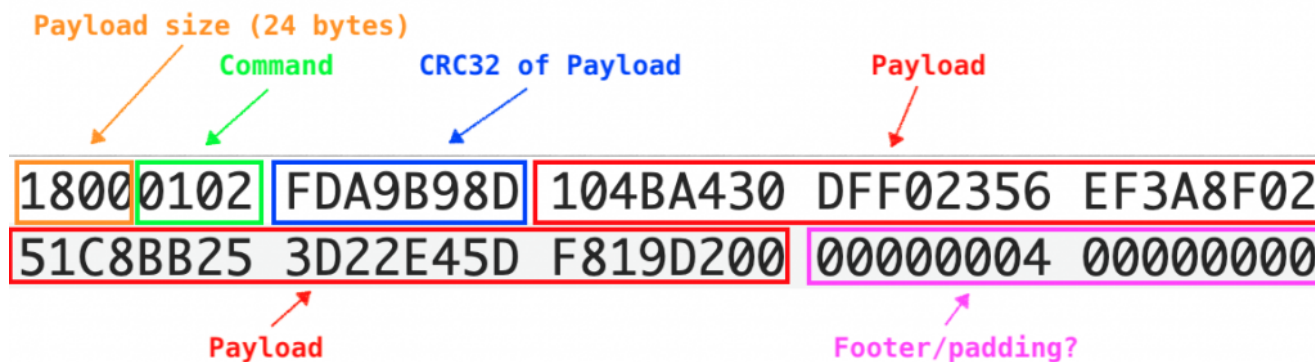 Payload size (24 bytes)
Command CRC32 of Payload Payload
18000102 FDA9B98D 104BA430 DFF02356 EF3A8F02
51C8BB25 3D22E45D F819D200 00000004 00000000
Payload Footer/padding?